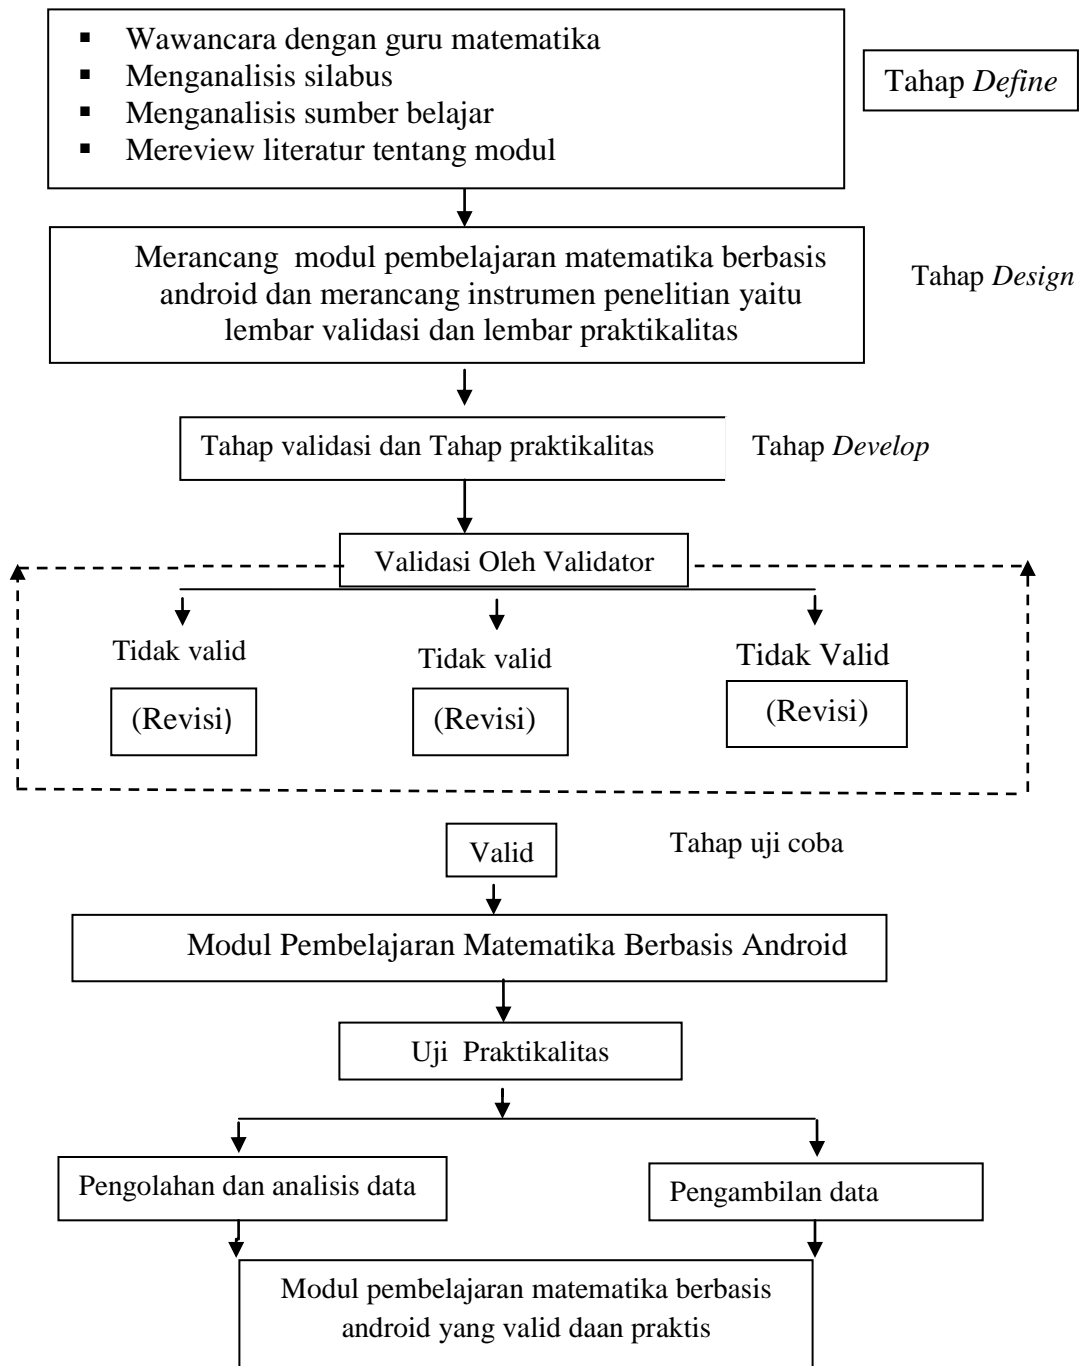 ▪ Wawancara dengan guru matematika
▪ Menganalisis silabus
▪ Menganalisis sumber belajar
▪ Mereview literatur tentang modul
Tahap Define
Merancang modul pembelajaran matematika berbasis
android dan merancang instrumen penelitian yaitu
lembar validasi dan lembar praktikalitas
Tahap Design
Tahap validasi dan Tahap praktikalitas
Tahap Develop
Validasi Oleh Validator
Tidak valid
Tidak valid
Tidak Valid
(Revisi)
(Revisi)
(Revisi)
Valid
Tahap uji coba
Modul Pembelajaran Matematika Berbasis Android
Uji Praktikalitas
Pengolahan dan analisis data
Pengambilan data
Modul pembelajaran matematika berbasis
android yang valid daan praktis